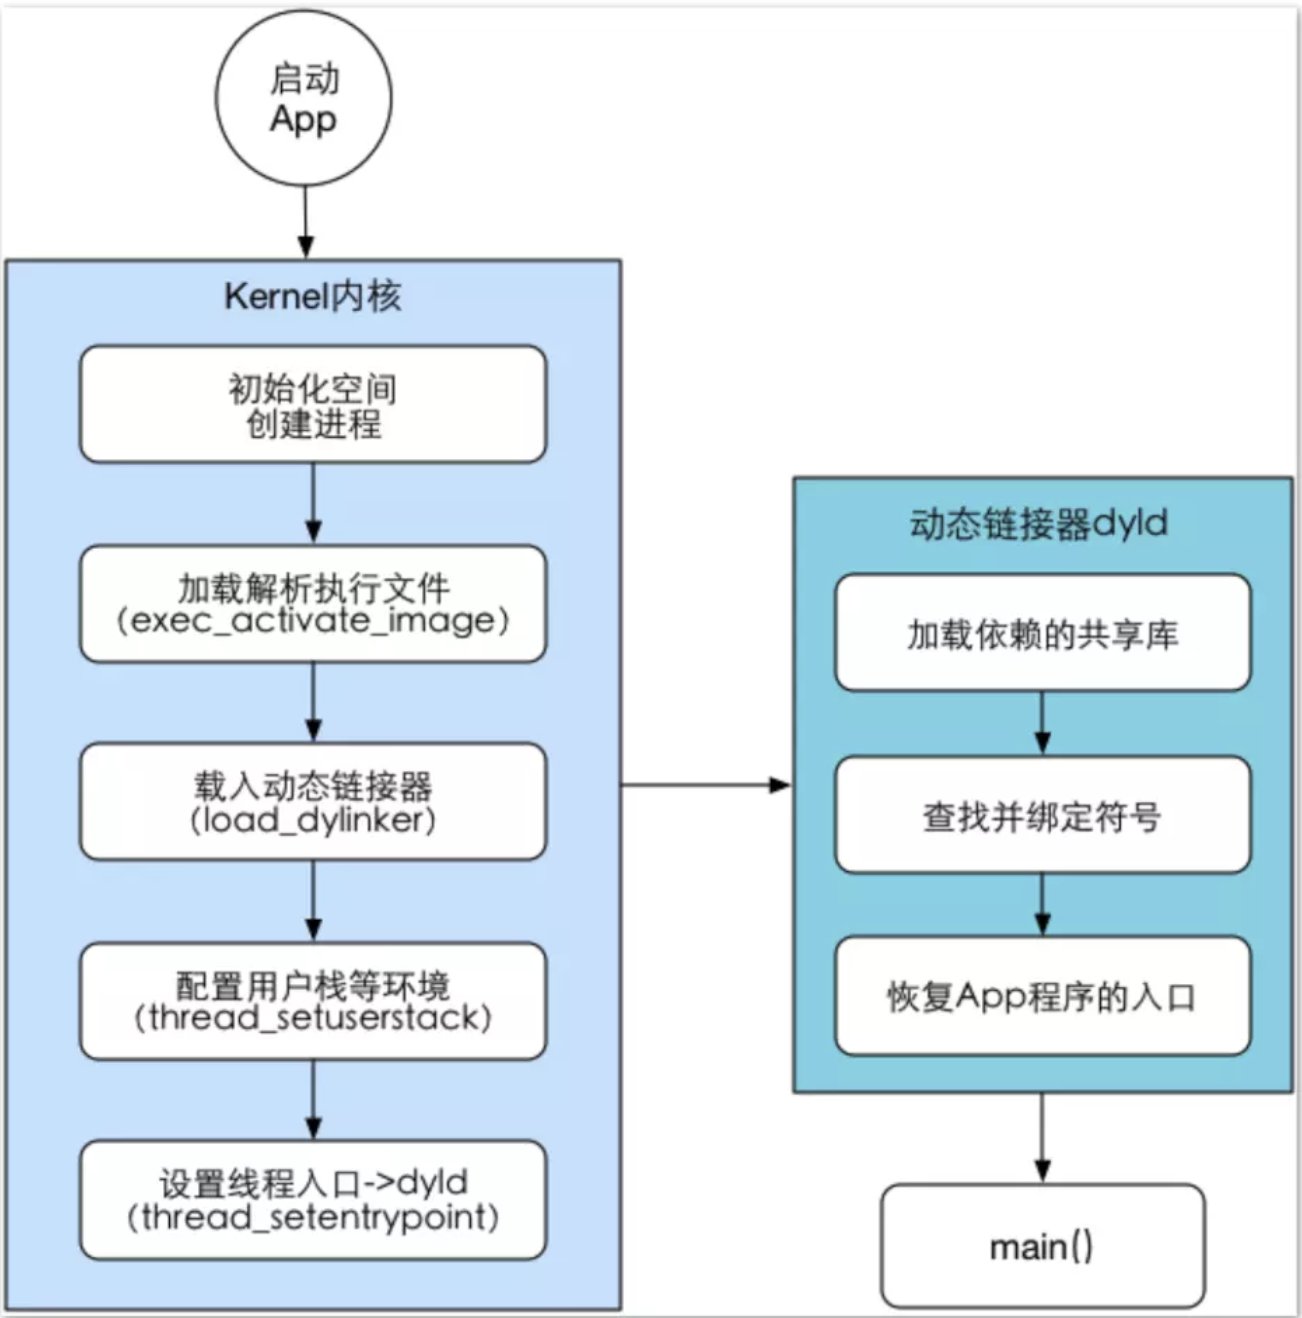 启动
App
Kernel内核
初始化空间
创建进程
加载解析执行文件
(exec_activate_image)
载入动态链接器
(load_dylinker)
配置用户栈等环境
(thread_setuserstack)
设置线程入口->dyld
(thread_setentrypoint)
动态链接器dyld
加载依赖的共享库
查找并绑定符号
恢复App程序的入口
main()